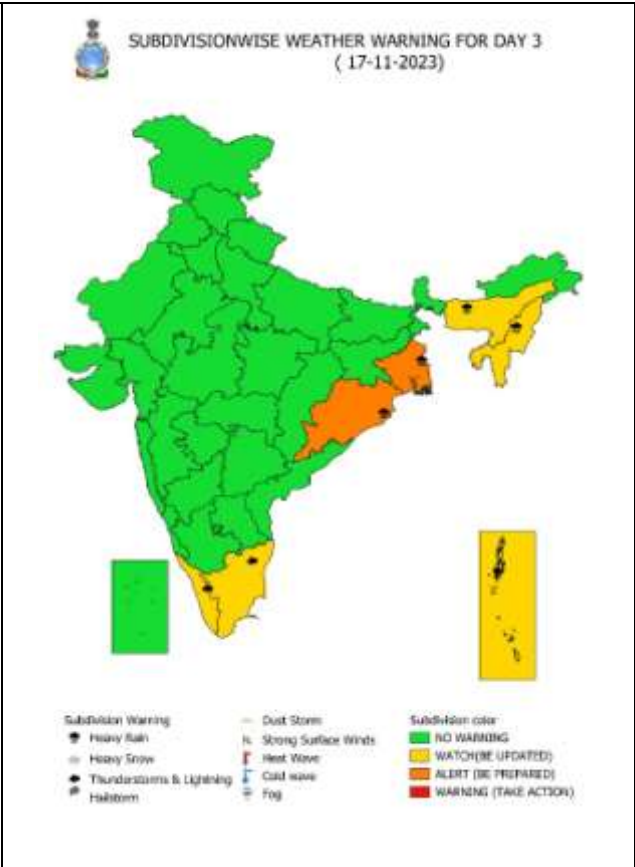 SUBDIVISIONWISE WEATHER WARNING FOR DAY 3
( 17-11-2023)
Subdivision Warning
Heavy Rain
Heavy Snow
Thunderstorms & Lightning
Hailstorm
Dust Storm
Strong Surface Winds
Heat Wave
Cold wave
Fog
Subdivision color
NO WARNING
WATCH(BE UPDATED)
ALERT (BE PREPARED)
WARNING (TAKE ACTION)